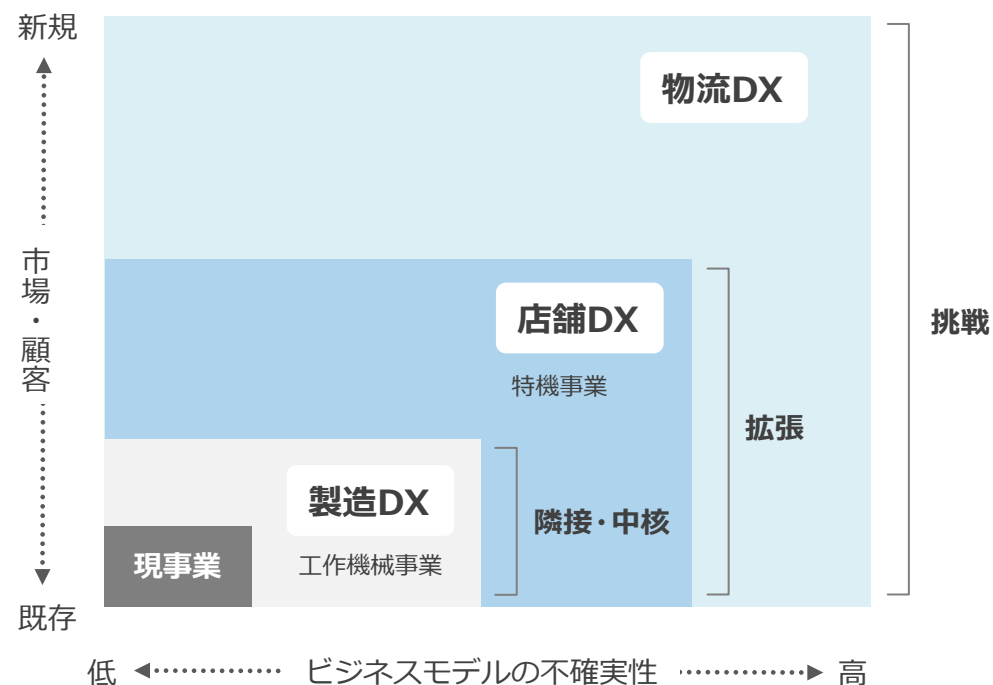 新規
物流DX
市場・顧客
挑戦
店舗DX
特機事業
拡張
製造DX
隣接・中核
現事業
工作機械事業
既存
低
ビジネスモデルの不確実性
高